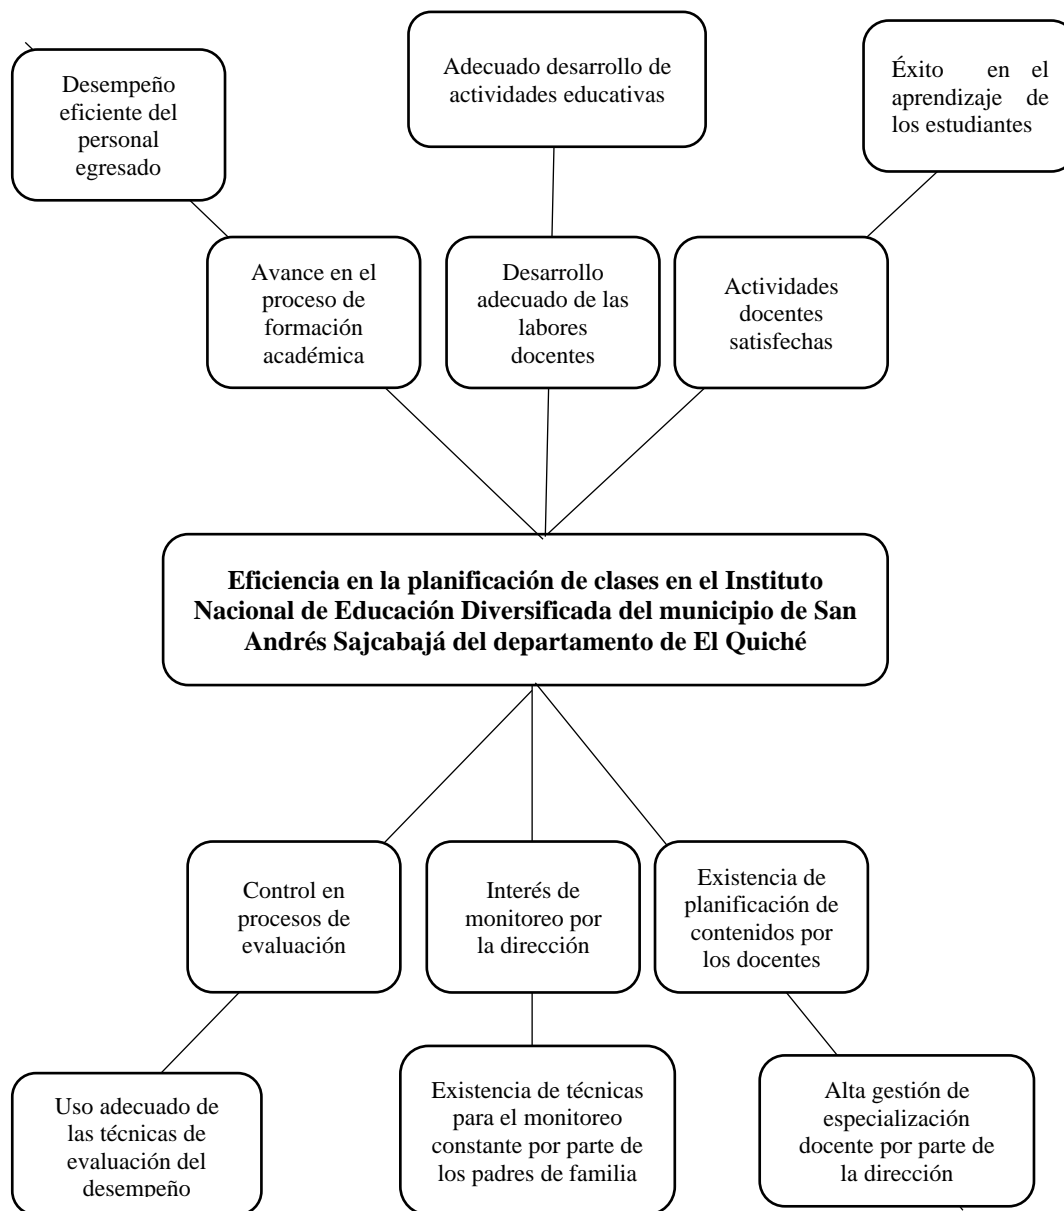 Desempeño
eficiente del
personal
egresado
Adecuado desarrollo de
actividades educativas
Éxito en el
aprendizaje de
los estudiantes
Avance en el
proceso de
formación
académica
Desarrollo
adecuado de las
labores
docentes
Actividades
docentes
satisfechas
Eficiencia en la planificación de clases en el Instituto
Nacional de Educación Diversificada del municipio de San
Andrés Sajcabajá del departamento de El Quiché
Control en
procesos de
evaluación
Interés de
monitoreo por
la dirección
Existencia de
planificación de
contenidos por
los docentes
Uso adecuado de
las técnicas de
evaluación del
desempeño
Existencia de técnicas
para el monitoreo
constante por parte de
los padres de familia
Alta gestión de
especialización
docente por parte de
la dirección